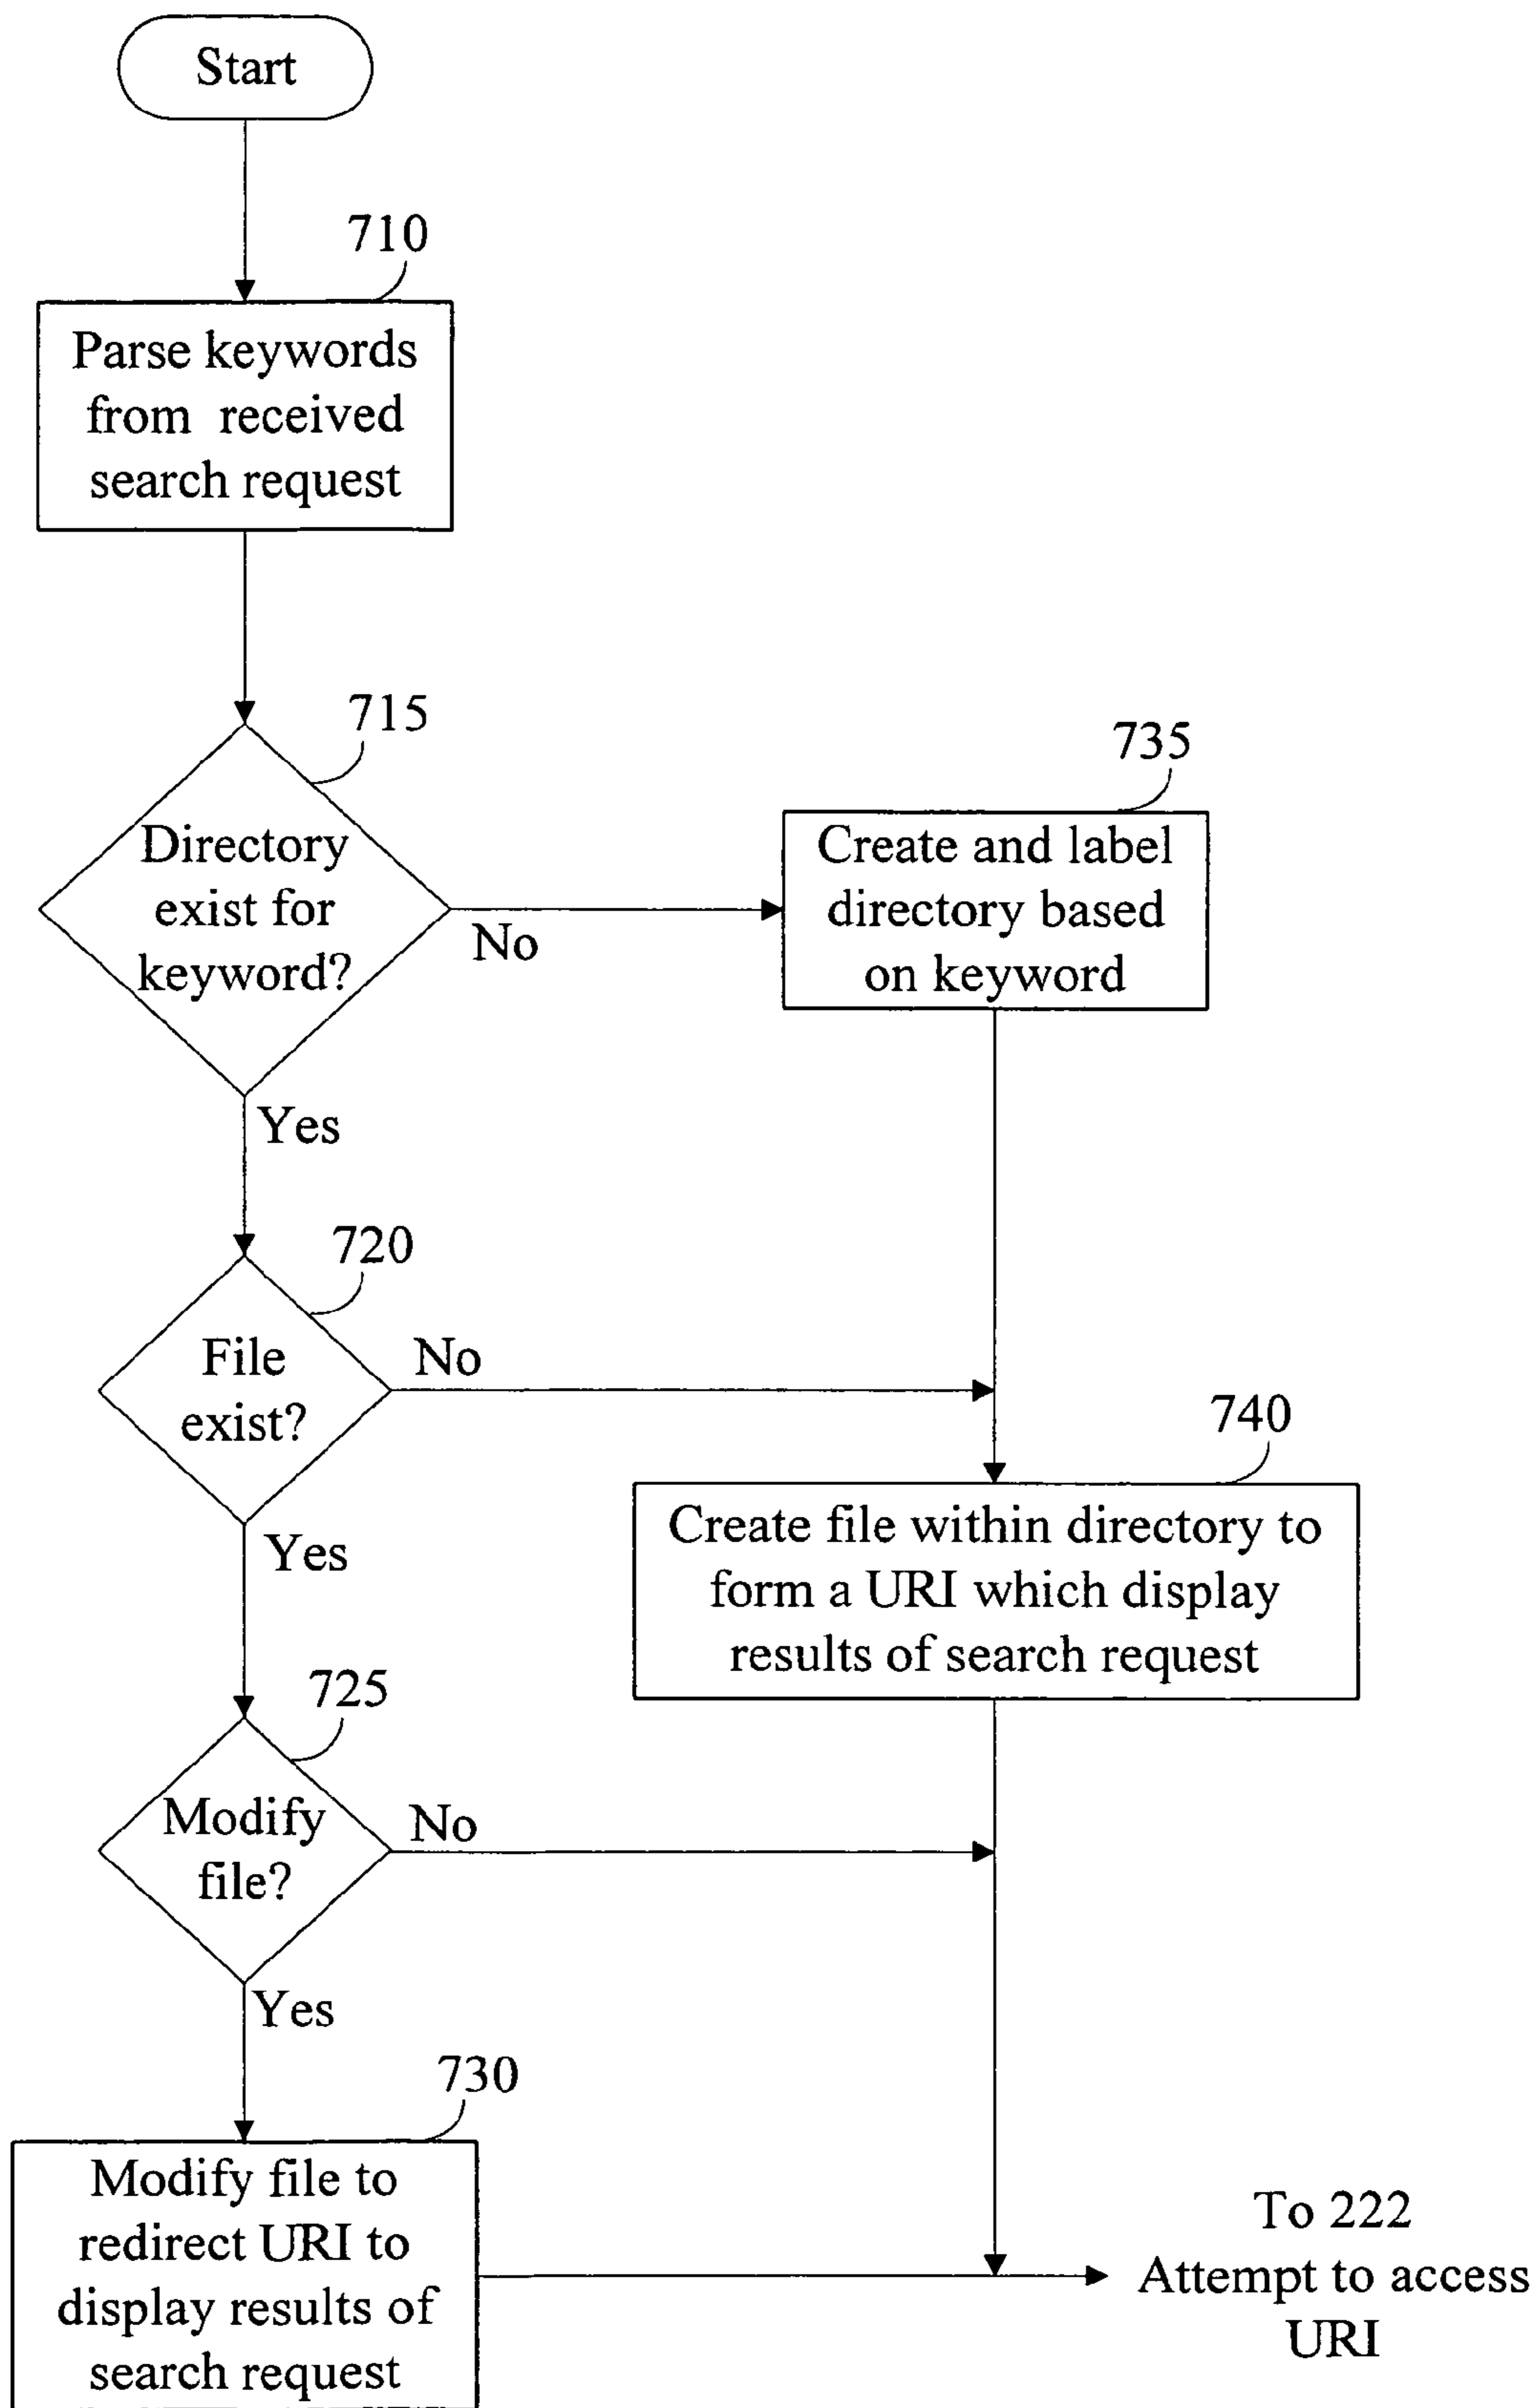 Start
710
Parse keywords
from received
search request
715
Directory
exist for
keyword?
No
735
Create and label
directory based
on keyword
Yes
720
File
exist?
No
740
Create file within directory to
form a URI which display
results of search request
Yes
725
Modify
file?
No
Yes
730
Modify file to
redirect URI to
display results of
search request
To 222
Attempt to access
URI